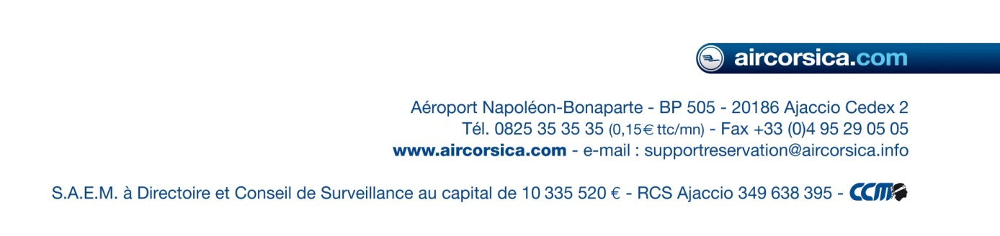 aircorsica.com
Aéroport Napoléon-Bonaparte - BP 505 - 20186 Ajaccio Cedex 2
Tél. 0825 35 35 35 (0,15€ ttc/mn) - Fax +33 (0)4 95 29 05 05
www.aircorsica.com - e-mail : supportreservation@aircorsica.info
S.A.E.M. à Directoire et Conseil de Surveillance au capital de 10 335 520 € - RCS Ajaccio 349 638 395 - CCM